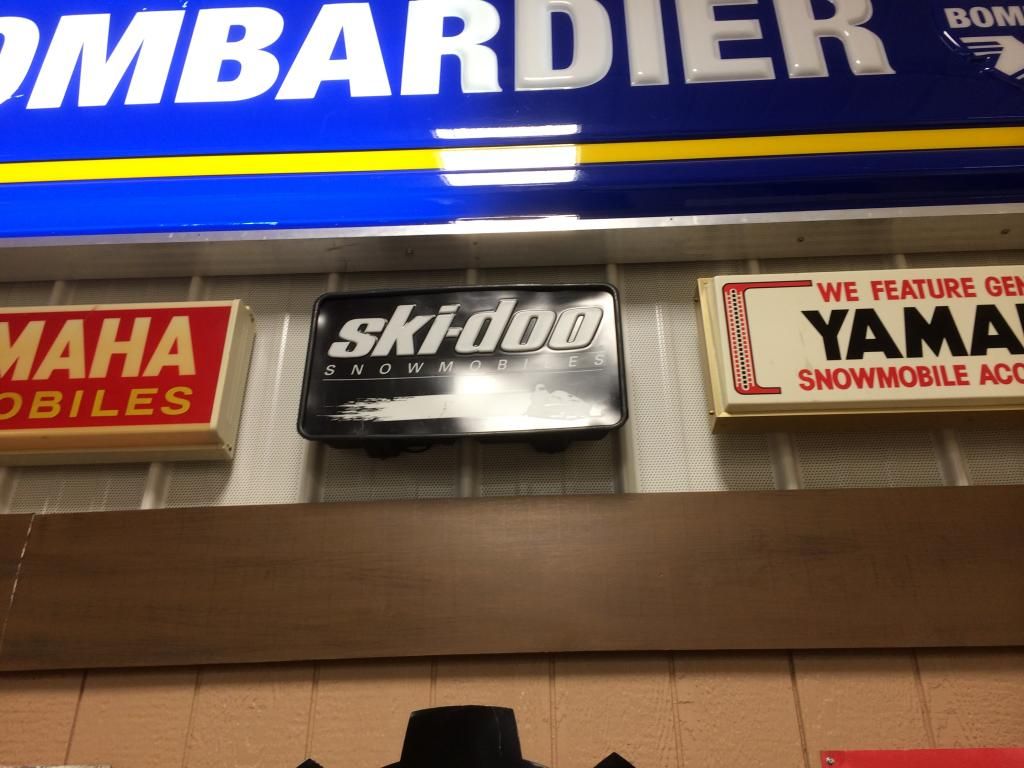 OMBARDIER
BOM
MAHA
OBILES
ski-doo
SNOWMOBILES
WE FEATURE GEN
YAMA
SNOWMOBILE ACC